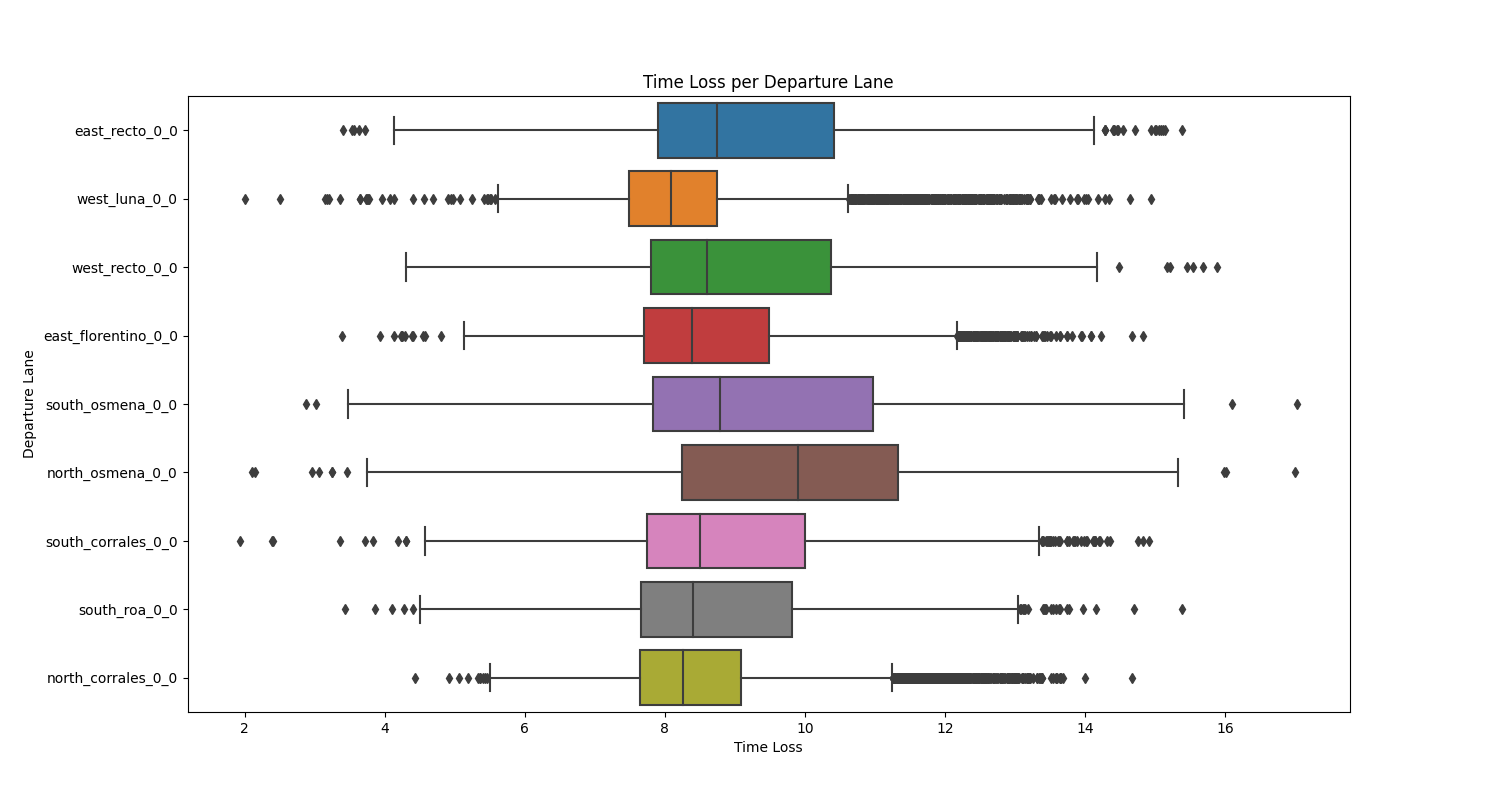 Time Loss per Departure Lane
Departure Lane
east_recto_0_0
west_luna_0_0
west_recto_0_0
east_florentino_0_0
south_osmena_0_0
north_osmena_0_0
south_corrales_0_0
south_roa_0_0
north_corrales_0_0
2 4 6 8 10 12 14 16
Time Loss